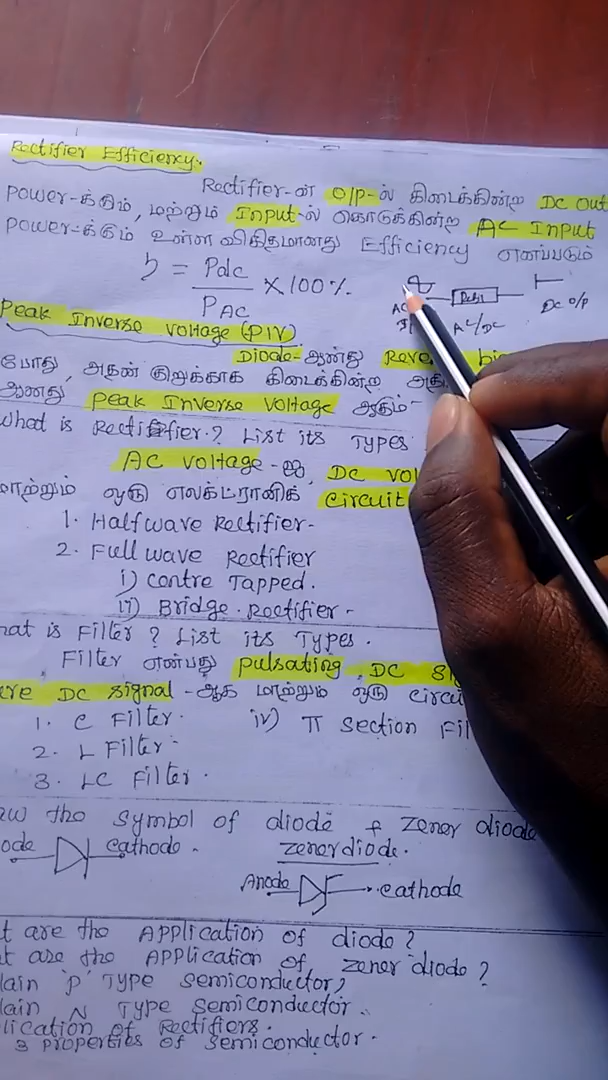 Rectifier Efficiency:
Rectifier-ன் O/P-ல் கிடைக்கின்ற DC Out
Power-க்கும், மற்றும் Input-ல் கொடுக்கின்ற AC Input
Power-க்கும் உள்ள விகிதமானது Efficiency எனப்படும்
η = Pdc / PAC × 100%.
AC/DC
DC O/P
Peak Inverse Voltage (PIV)
Diode-ஆனது Reve
போது, அதன் குறுக்காக கிடைக்கின்ற
ஆனது Peak Inverse Voltage ஆகும்-
What is Rectifier? List its Types
AC Voltage-ஐ DC Vol
மாற்றும் ஒரு எலக்ட்ரானிக் Circuit
1. Halfwave Rectifier-
2. Full wave Rectifier
i) Centre Tapped.
ii) Bridge Rectifier-
hat is Filter? List its Types.
Filter என்பது pulsating DC
DC Signal-ஆக மாற்றும் ஒரு
1. C Filter.
iv) π Section Fil
2. L Filter-
3. LC Filter.
aw the Symbol of diode & Zener diode
ode Cathode.
zener diode.
Anode Cathode
t are the Application of diode?
t are the Application of zener diode?
lain 'P' Type Semiconductor,
lain N Type Semiconductor.
lication of Rectifiers.
3 properties of Semiconductor.